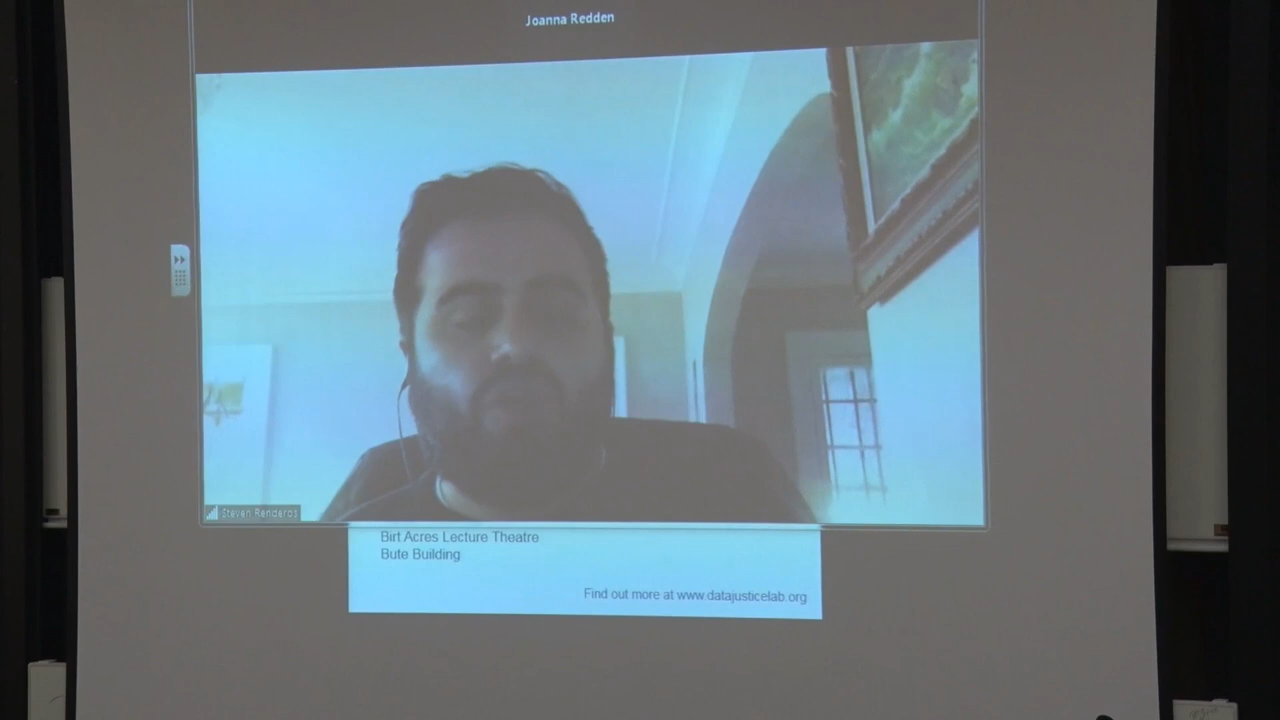 Joanna Redden
Steven Renderos
Birt Acres Lecture Theatre
Bute Building
Find out more at www.datajusticelab.org